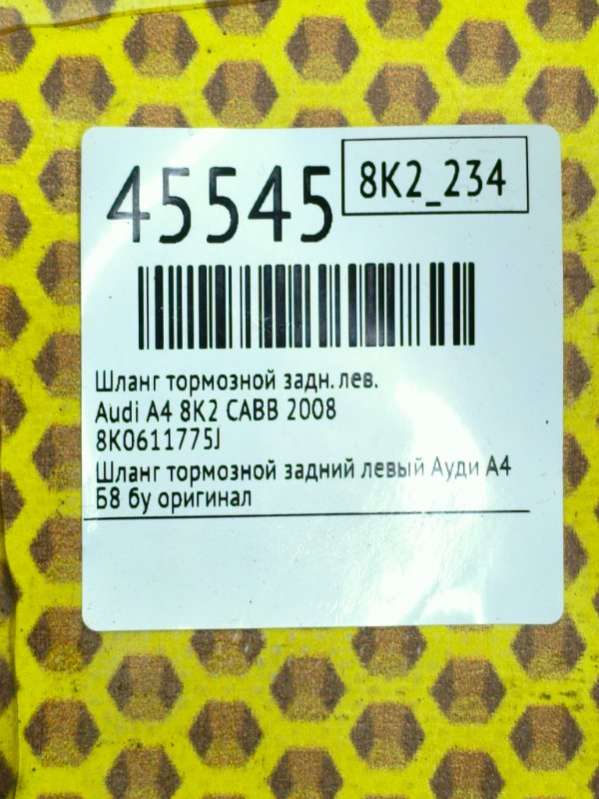 45545
8K2_234
Шланг тормозной задн. лев.
Audi A4 8K2 CABB 2008
8K0611775J
Шланг тормозной задний левый Ауди А4
Б8 бу оригинал